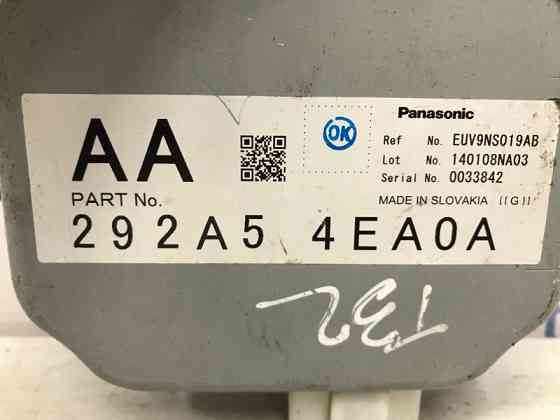 AA
PART No.
292A5 4EA0A
OK
Panasonic
Ref No. EUV9NS019AB
Lot No. 140108NA03
Serial No. 0033842
MADE IN SLOVAKIA [[G]]
T32